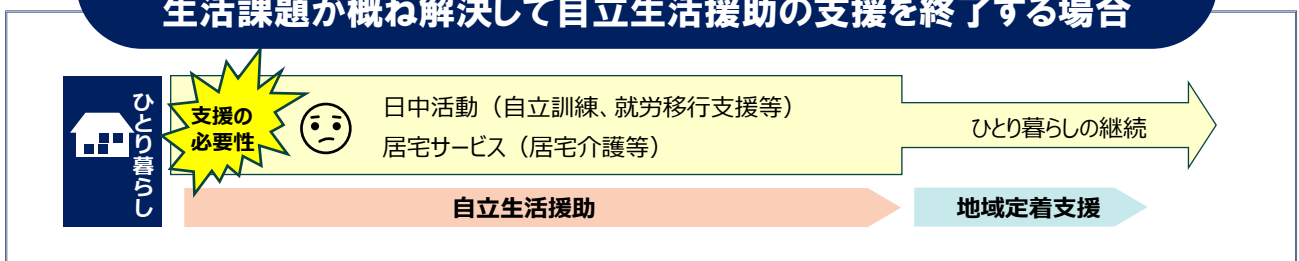 生活課題が概ね解決して自立生活援助の支援を終了する場合
ひとり暮らし
支援の
必要性
日中活動（自立訓練、就労移行支援等）
居宅サービス（居宅介護等）
ひとり暮らしの継続
自立生活援助
地域定着支援